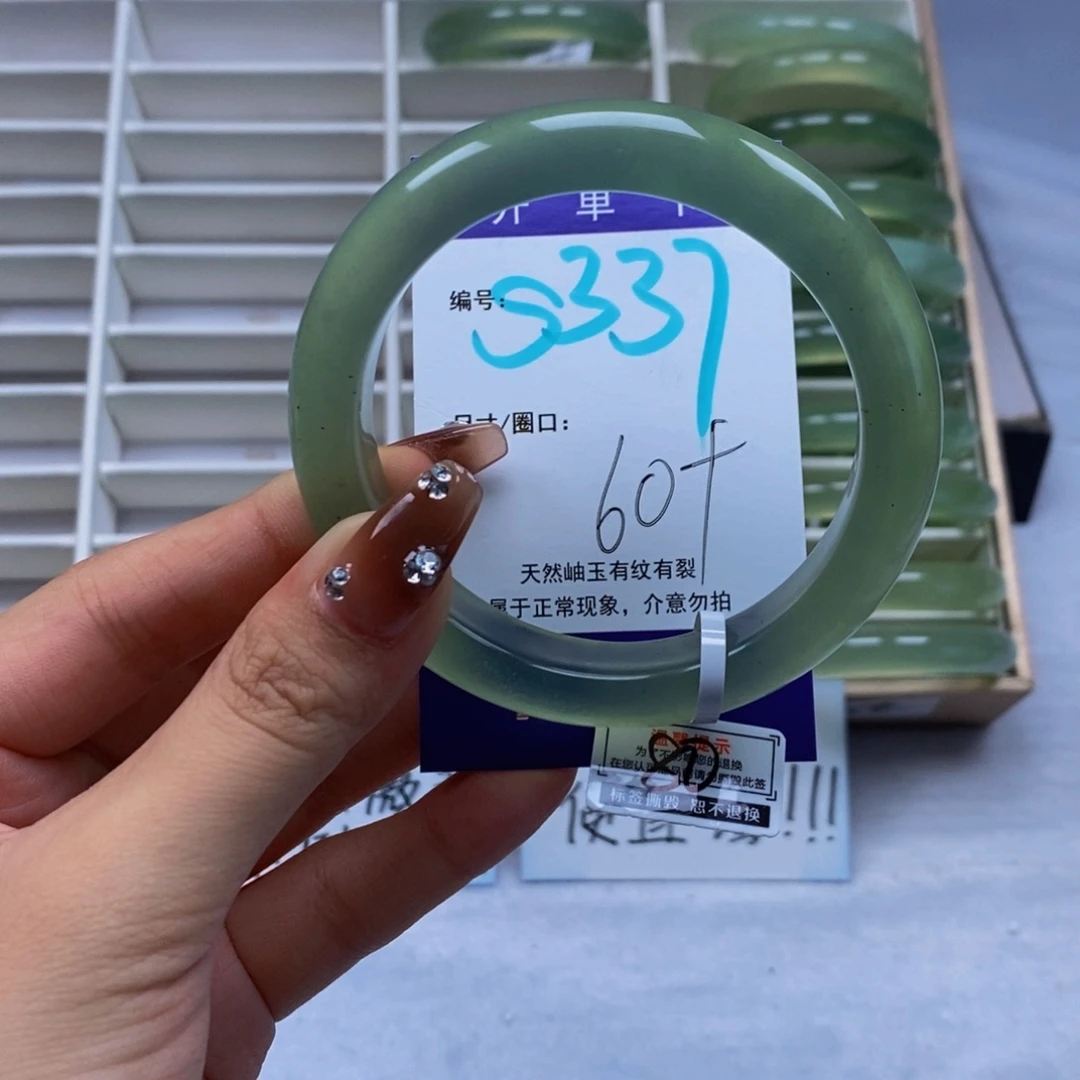 开单
编号: S337
尺寸/圈口:
60+
天然岫玉有纹有裂
属于正常现象，介意勿拍
温馨提示
标签撕毁 恕不退换
便宜
!!!